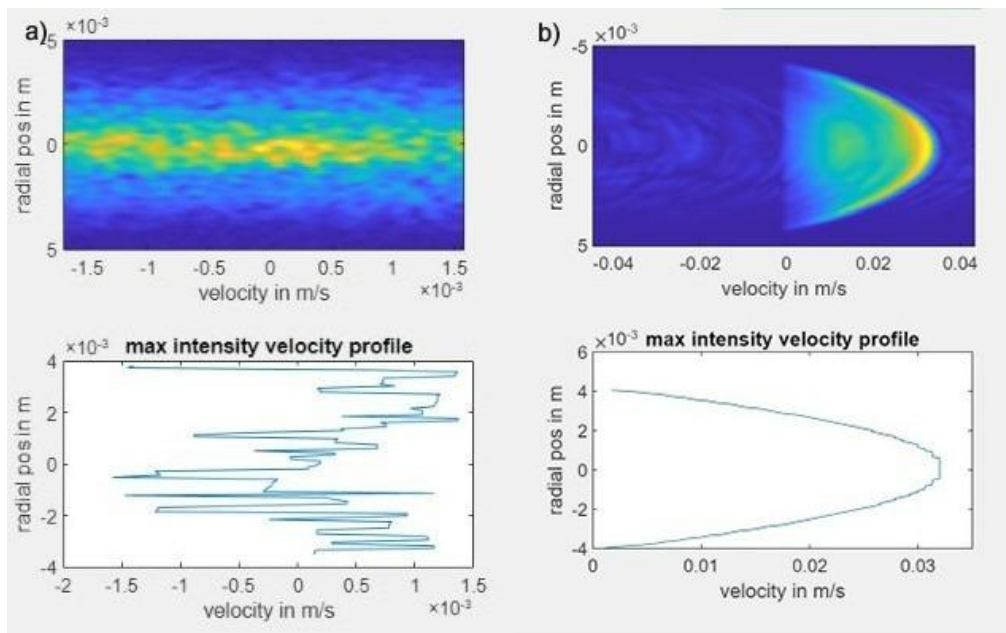 a)
×10⁻³
5
0
5
radial pos in m
-1.5 -1 -0.5 0 0.5 1 1.5
×10⁻³
velocity in m/s
b)
×10⁻³
-5
0
5
radial pos in m
-0.04 -0.02 0 0.02 0.04
velocity in m/s
max intensity velocity profile
×10⁻³
4
2
0
-2
-4
radial pos in m
-2 -1.5 -1 -0.5 0 0.5 1 1.5
×10⁻³
velocity in m/s
max intensity velocity profile
×10⁻³
6
4
2
0
-2
-4
radial pos in m
0 0.01 0.02 0.03
velocity in m/s